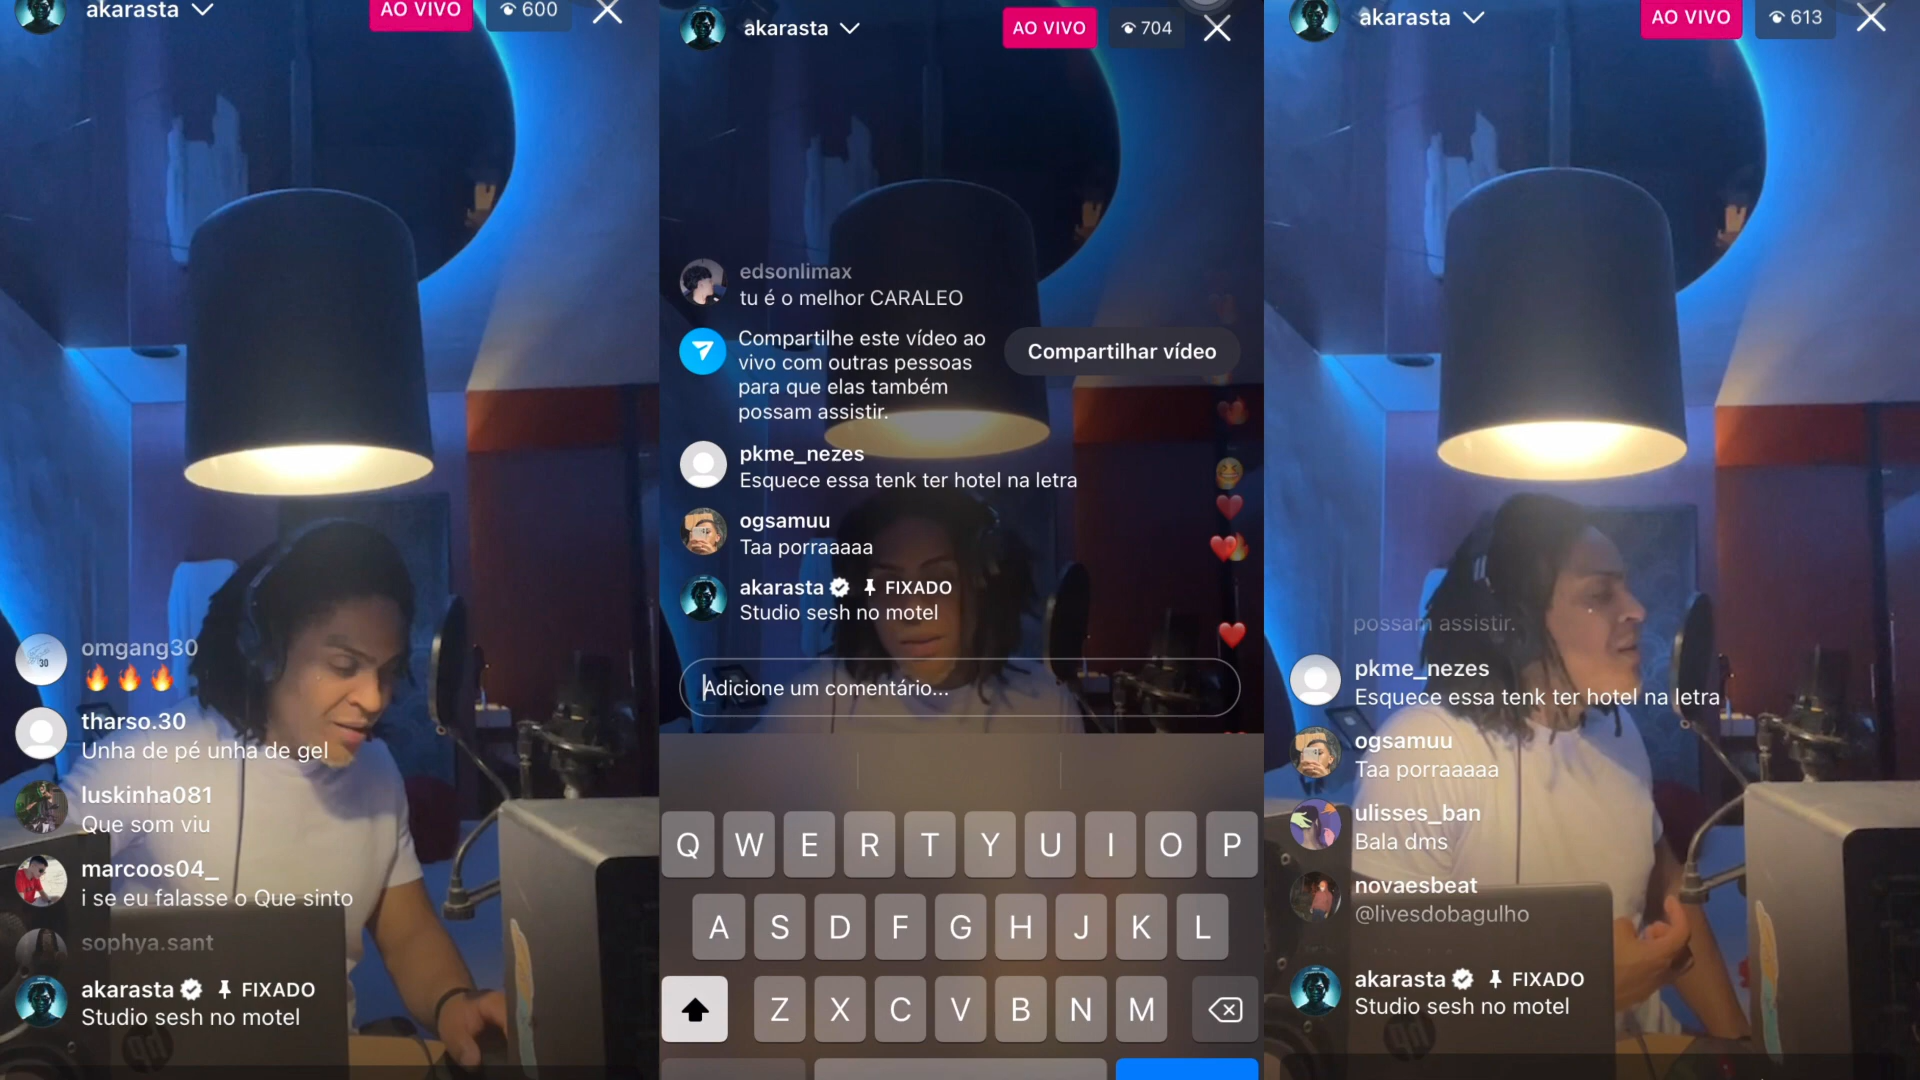 akarasta
AO VIVO
600
omgang30
🔥🔥🔥
30
tharso.30
Unha de pé unha de gel
luskinha081
Que som viu
marcoos04_
i se eu falasse o Que sinto
sophya.sant
akarasta FIXADO
Studio sesh no motel
hp
akarasta
AO VIVO
704
edsonlimax
tu é o melhor CARALEO
Compartilhe este vídeo ao
vivo com outras pessoas
para que elas também
possam assistir.
Compartilhar vídeo
pkme_nezes
Esquece essa tenk ter hotel na letra
ogsamuu
Taa porraaaaa
akarasta FIXADO
Studio sesh no motel
Adicione um comentário...
Q W E R T Y U I O P
A S D F G H J K L
Z X C V B N M
akarasta
AO VIVO
613
possam assistir.
pkme_nezes
Esquece essa tenk ter hotel na letra
ogsamuu
Taa porraaaaa
ulisses_ban
Bala dms
novaesbeat
@livesdobagulho
akarasta FIXADO
Studio sesh no motel
hp